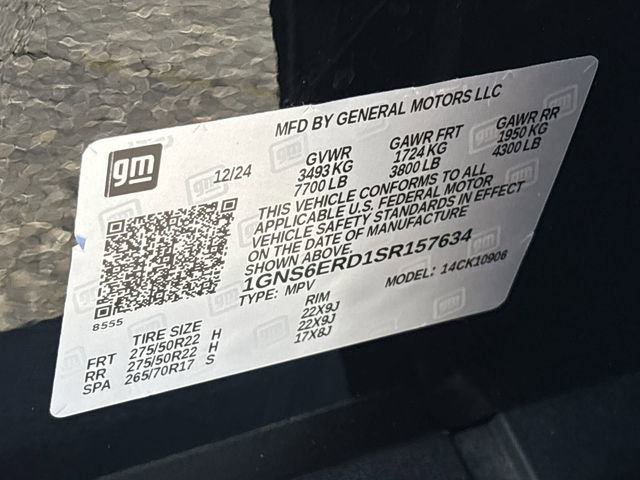 MFD BY GENERAL MOTORS LLC
gm
12/24
GVWR
3493 KG
7700 LB
GAWR FRT
1724 KG
3800 LB
GAWR RR
1950 KG
4300 LB
THIS VEHICLE CONFORMS TO ALL
APPLICABLE U.S. FEDERAL MOTOR
VEHICLE SAFETY STANDARDS IN EFFECT
ON THE DATE OF MANUFACTURE
SHOWN ABOVE.
1GNS6ERD1SR157634
TYPE: MPV
MODEL: 14CK10906
8555
TIRE SIZE
RIM
FRT 275/50R22 H 22X9J
RR 275/50R22 H 22X9J
SPA 265/70R17 S 17X8J